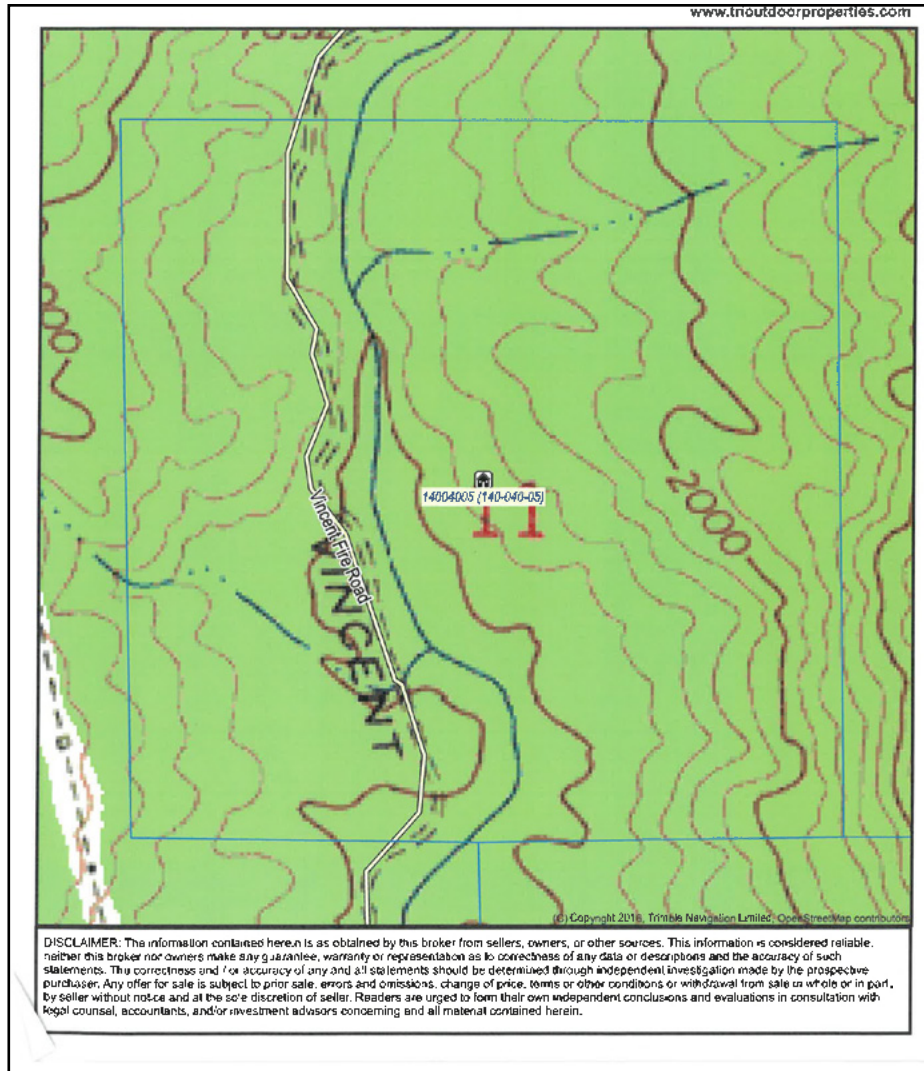 www.trioutdoorproperties.com
2000
Vincent Fire Road
14004005 (140-040-05)
11
VINCENT
(C) Copyright 2016, Trimble Navigation Limited, OpenStreetMap contributors
DISCLAIMER: The information contained herein is as obtained by this broker from sellers, owners, or other sources. This information is considered reliable,
neither this broker nor owners make any guarantee, warranty or representation as to correctness of any data or descriptions and the accuracy of such
statements. The correctness and / or accuracy of any and all statements should be determined through independent investigation made by the prospective
purchaser. Any offer for sale is subject to prior sale, errors and omissions, change of price, terms or other conditions or withdrawal from sale in whole or in part,
by seller without notice and at the sole discretion of seller. Readers are urged to form their own independent conclusions and evaluations in consultation with
legal counsel, accountants, and/or investment advisors concerning and all material contained herein.